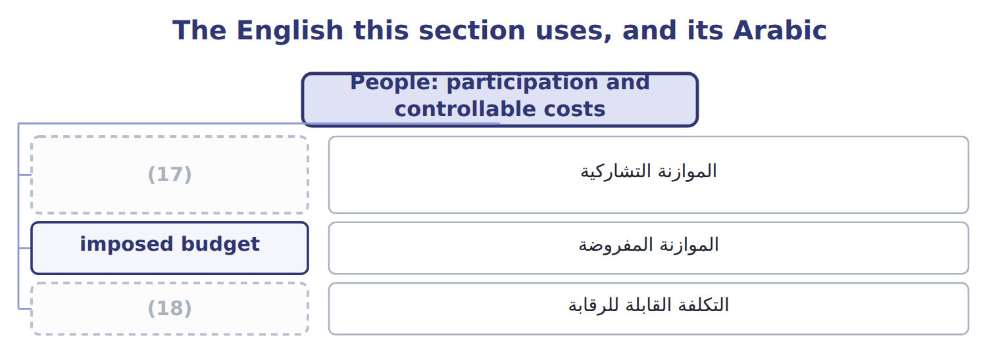 The English this section uses, and its Arabic
People: participation and
controllable costs
(17)
الموازنة التشاركية
imposed budget
الموازنة المفروضة
(18)
التكلفة القابلة للرقابة